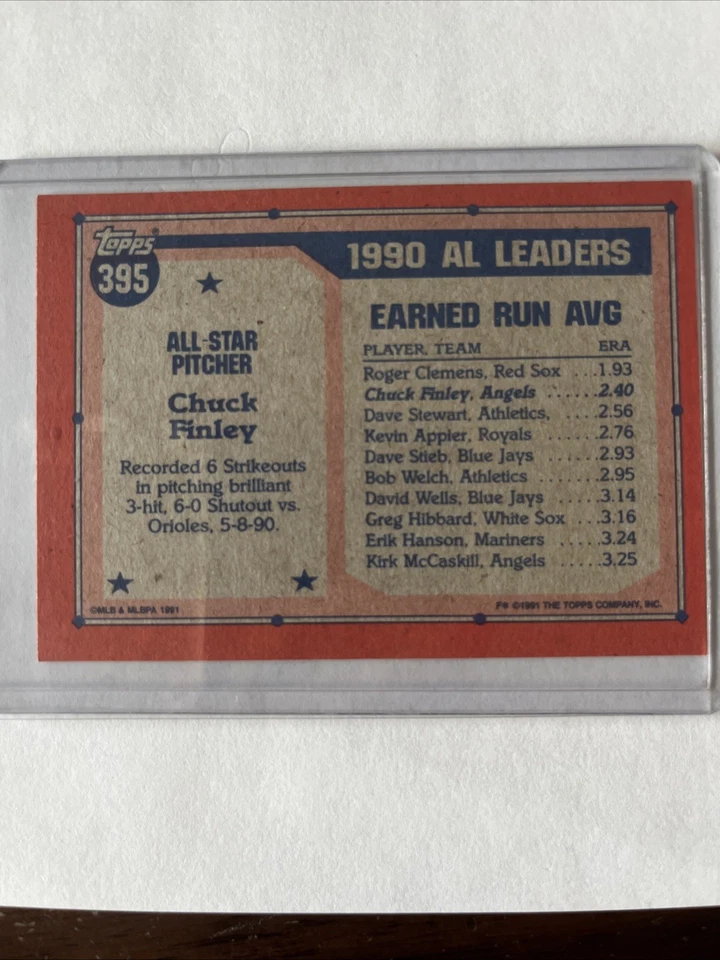 Topps
395
ALL-STAR
PITCHER
Chuck
Finley
Recorded 6 Strikeouts
in pitching brilliant
3-hit, 6-0 Shutout vs.
Orioles, 5-8-90.
©MLB & MLBPA 1991
1990 AL LEADERS
EARNED RUN AVG
PLAYER, TEAM ERA
Roger Clemens, Red Sox ...1.93
Chuck Finley, Angels ......2.40
Dave Stewart, Athletics, ....2.56
Kevin Appier, Royals .....2.76
Dave Stieb, Blue Jays .....2.93
Bob Welch, Athletics .......2.95
David Wells, Blue Jays .....3.14
Greg Hibbard, White Sox ...3.16
Erik Hanson, Mariners .....3.24
Kirk McCaskill, Angels .....3.25
F* ©1991 THE TOPPS COMPANY, INC.